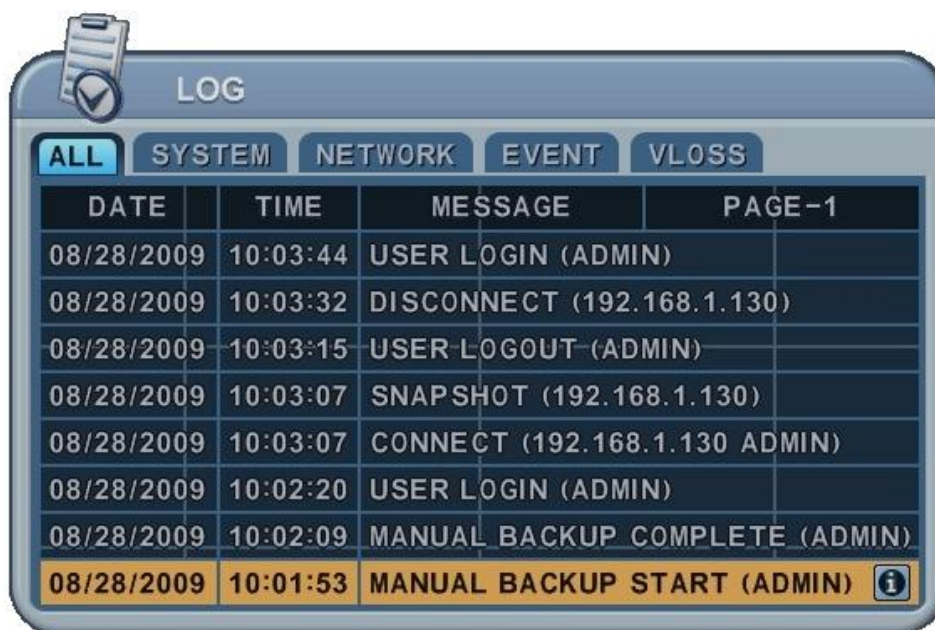 LOG
ALL SYSTEM NETWORK EVENT VLOSS
DATE TIME MESSAGE PAGE-1
08/28/2009 10:03:44 USER LOGIN (ADMIN)
08/28/2009 10:03:32 DISCONNECT (192.168.1.130)
08/28/2009 10:03:15 USER LOGOUT (ADMIN)
08/28/2009 10:03:07 SNAPSHOT (192.168.1.130)
08/28/2009 10:03:07 CONNECT (192.168.1.130 ADMIN)
08/28/2009 10:02:20 USER LOGIN (ADMIN)
08/28/2009 10:02:09 MANUAL BACKUP COMPLETE (ADMIN)
08/28/2009 10:01:53 MANUAL BACKUP START (ADMIN)